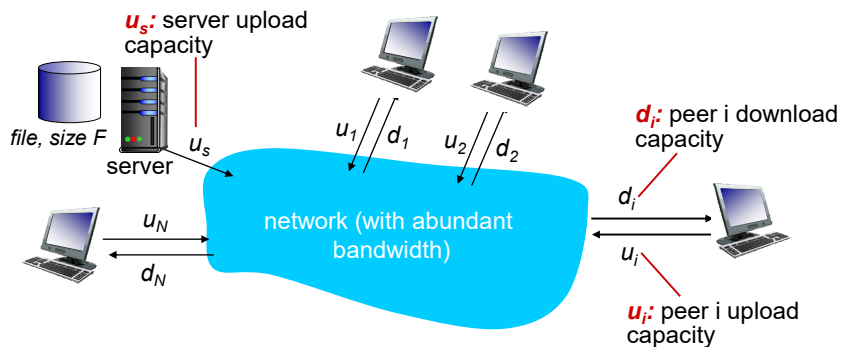 u_s: server upload
capacity
file, size F
server
u_s
u_1
d_1
u_2
d_2
d_i: peer i download
capacity
u_N
d_N
network (with abundant
bandwidth)
d_i
u_i
u_i: peer i upload
capacity